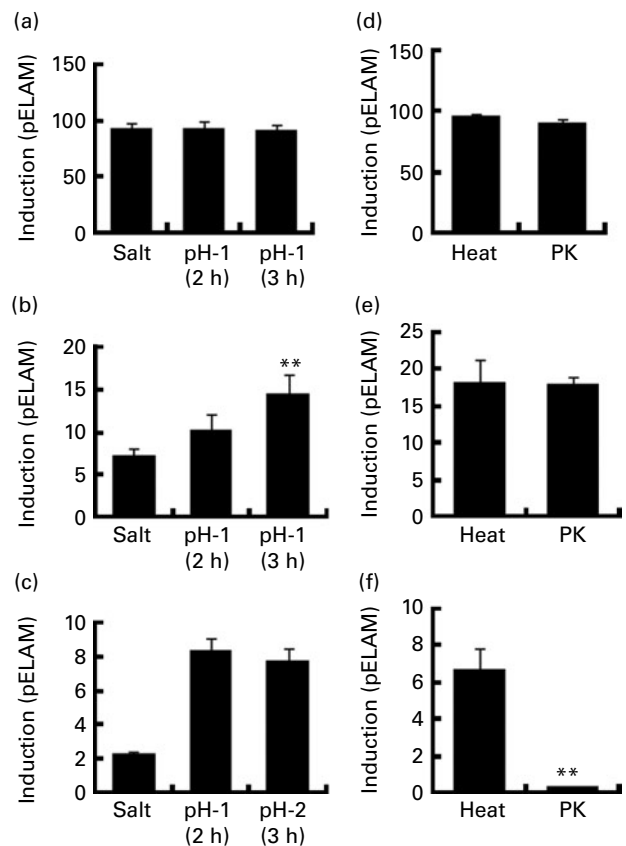 (a)
Induction (pELAM)
150
100
50
0
Salt pH-1 pH-1
(2 h) (3 h)
(d)
Induction (pELAM)
150
100
50
0
Heat PK
(b)
Induction (pELAM)
20
15
10
5
0
**
Salt pH-1 pH-1
(2 h) (3 h)
(e)
Induction (pELAM)
25
20
15
10
5
0
Heat PK
(c)
Induction (pELAM)
10
8
6
4
2
0
Salt pH-1 pH-2
(2 h) (3 h)
(f)
Induction (pELAM)
8
6
4
2
0
**
Heat PK